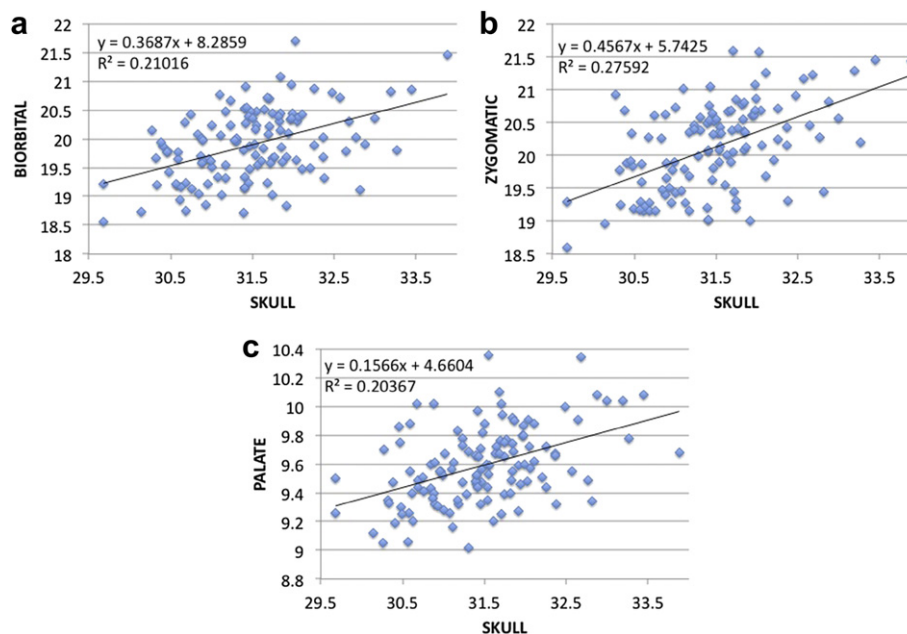 a
y = 0.3687x + 8.2859
R² = 0.21016
22
21.5
21
20.5
20
19.5
19
18.5
18
BIORBITAL
29.5 30.5 31.5 32.5 33.5
SKULL
b
y = 0.4567x + 5.7425
R² = 0.27592
22
21.5
21
20.5
20
19.5
19
18.5
ZYGOMATIC
29.5 30.5 31.5 32.5 33.5
SKULL
c
y = 0.1566x + 4.6604
R² = 0.20367
10.4
10.2
10
9.8
9.6
9.4
9.2
9
8.8
PALATE
29.5 30.5 31.5 32.5 33.5
SKULL